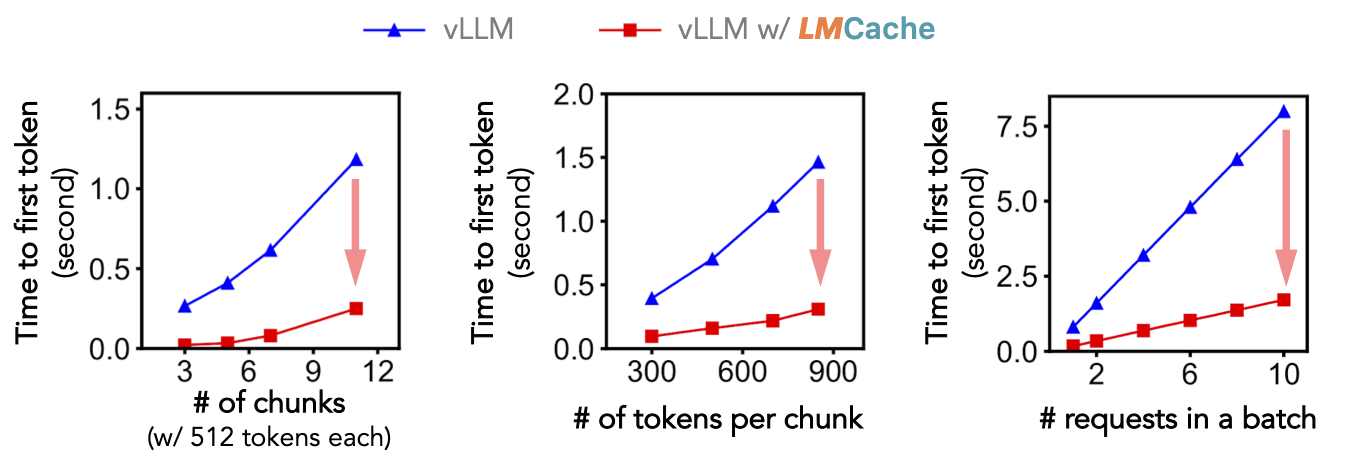 vLLM
vLLM w/ LMCache
Time to first token
(second)
1.5
1.0
0.5
0.0
3 6 9 12
# of chunks
(w/ 512 tokens each)
Time to first token
(second)
2.0
1.5
1.0
0.5
0.0
300 600 900
# of tokens per chunk
Time to first token
(second)
7.5
5.0
2.5
0.0
2 6 10
# requests in a batch